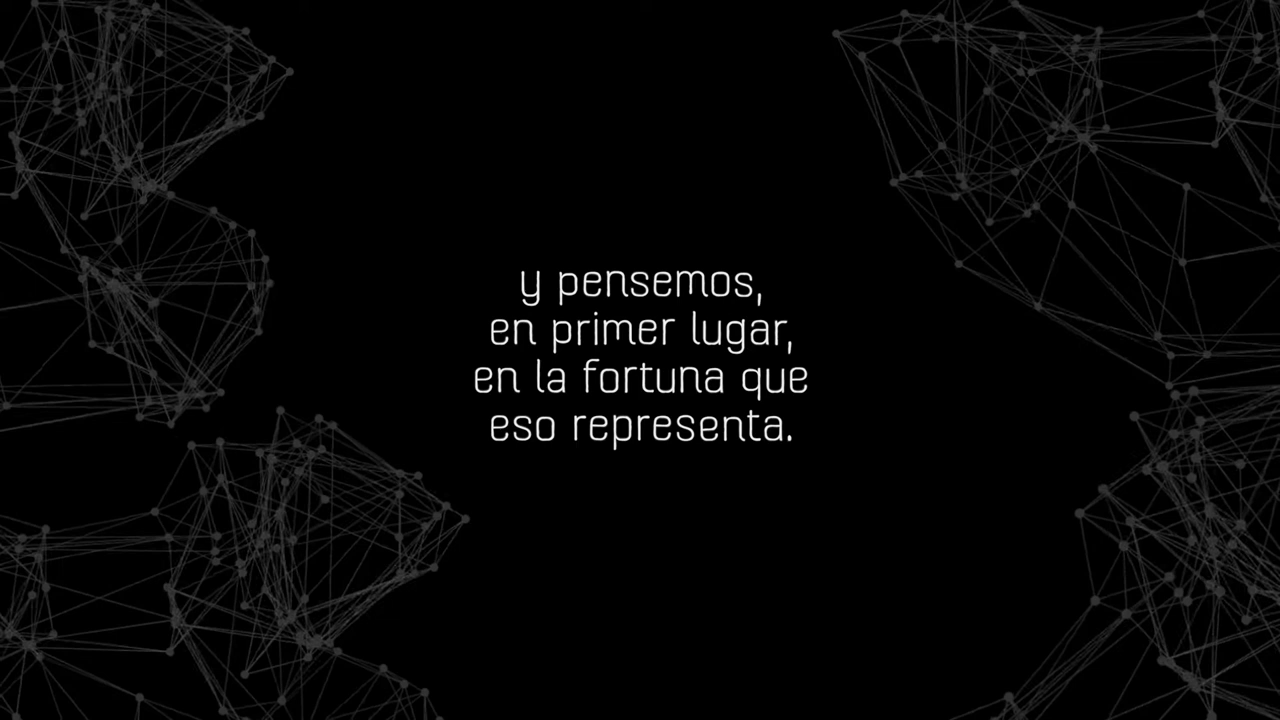 y pensemos,
en primer lugar,
en la fortuna que
eso representa.